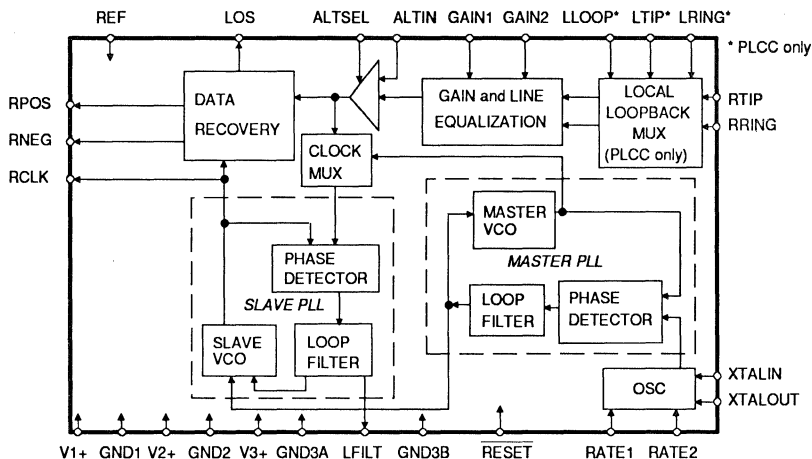 REF LOS ALTSEL ALTIN GAIN1 GAIN2 LLOOP* LTIP* LRING*
* PLCC only
RPOS
RNEG
RCLK
DATA
RECOVERY
GAIN and LINE
EQUALIZATION
LOCAL
LOOPBACK
MUX
(PLCC only)
RTIP
RRING
CLOCK
MUX
MASTER
VCO
MASTER PLL
PHASE
DETECTOR
SLAVE PLL
LOOP
FILTER
PHASE
DETECTOR
SLAVE
VCO
LOOP
FILTER
OSC
XTALIN
XTALOUT
V1+ GND1 V2+ GND2 V3+ GND3A LFILT GND3B RESET RATE1 RATE2